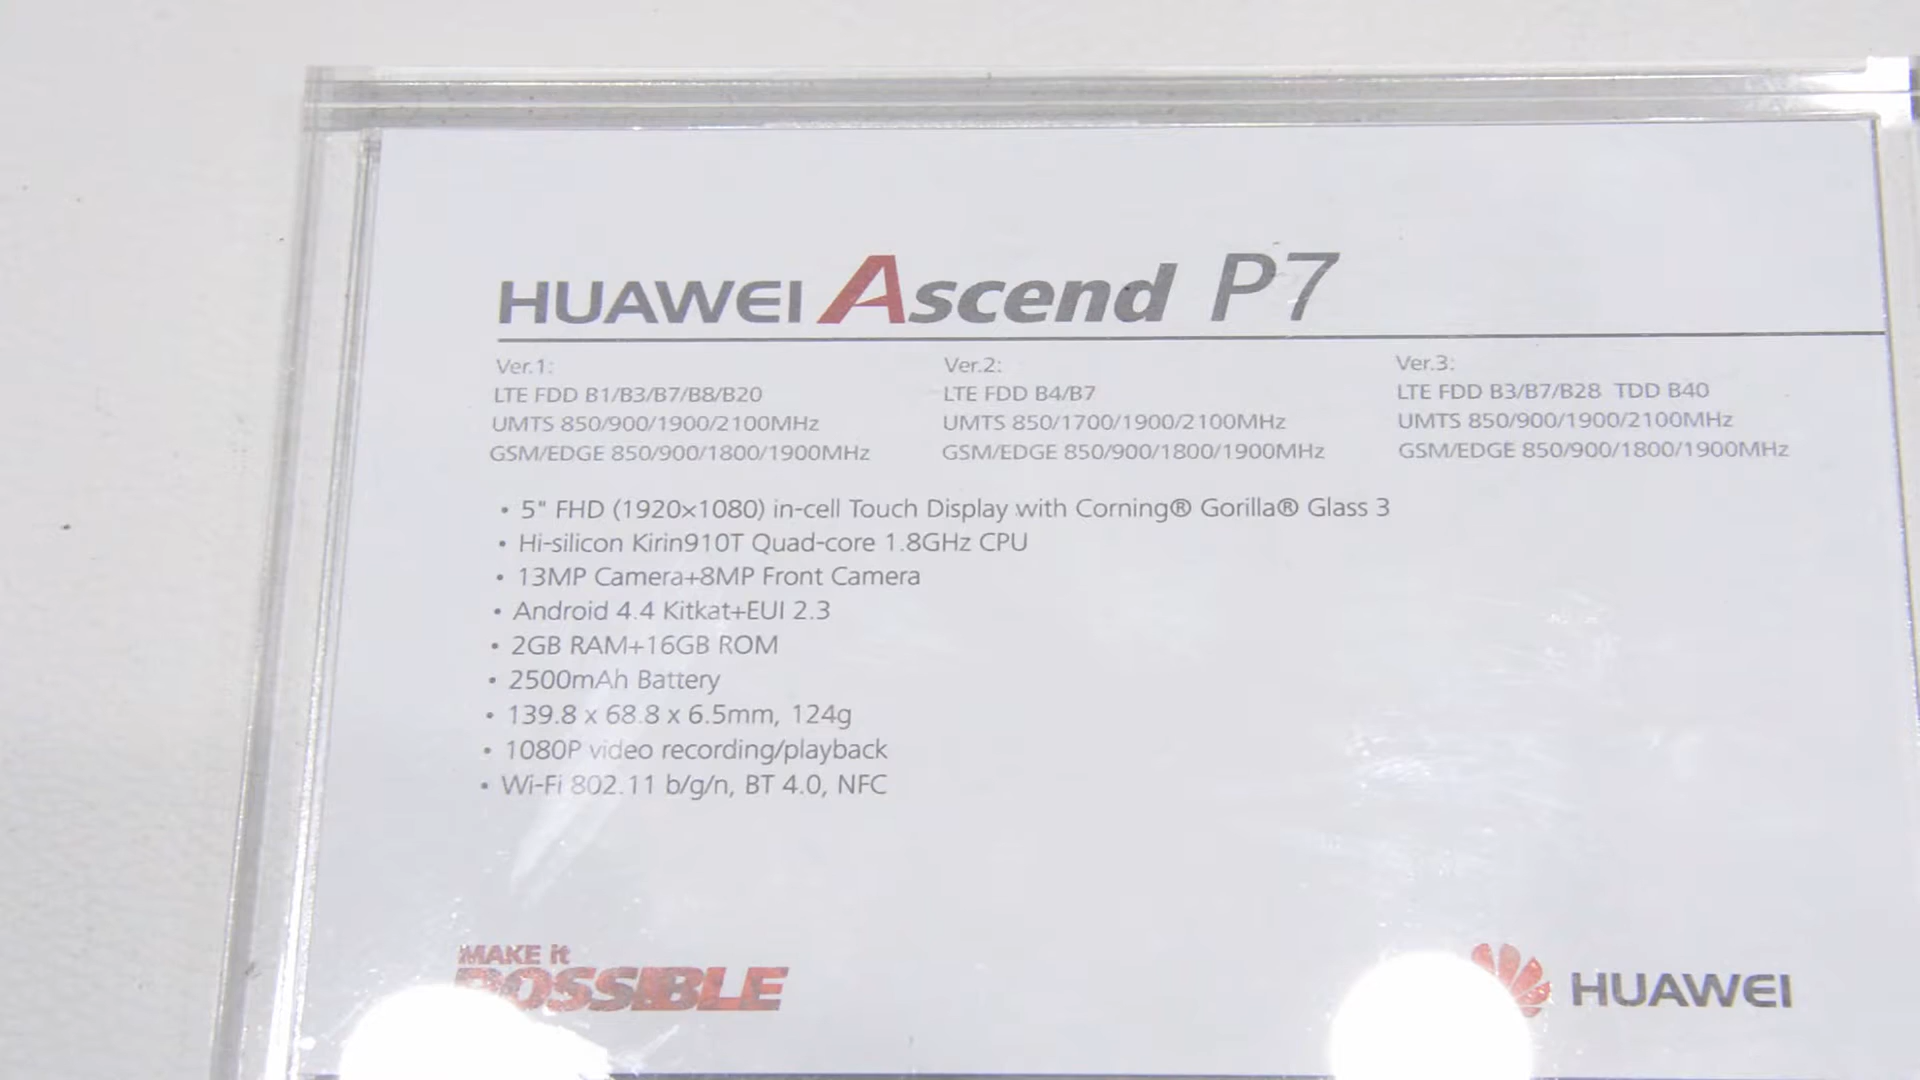 HUAWEI Ascend P7
Ver.1:
LTE FDD B1/B3/B7/B8/B20
UMTS 850/900/1900/2100MHz
GSM/EDGE 850/900/1800/1900MHz
Ver.2:
LTE FDD B4/B7
UMTS 850/1700/1900/2100MHz
GSM/EDGE 850/900/1800/1900MHz
Ver.3:
LTE FDD B3/B7/B28 TDD B40
UMTS 850/900/1900/2100MHz
GSM/EDGE 850/900/1800/1900MHz
• 5" FHD (1920×1080) in-cell Touch Display with Corning® Gorilla® Glass 3
• Hi-silicon Kirin910T Quad-core 1.8GHz CPU
• 13MP Camera+8MP Front Camera
• Android 4.4 Kitkat+EUI 2.3
• 2GB RAM+16GB ROM
• 2500mAh Battery
• 139.8 x 68.8 x 6.5mm, 124g
• 1080P video recording/playback
• Wi-Fi 802.11 b/g/n, BT 4.0, NFC
MAKE it
POSSIBLE
HUAWEI